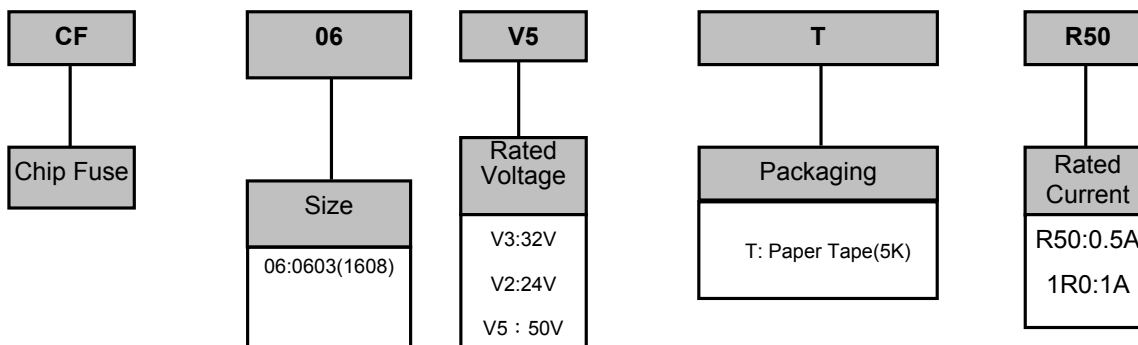 CF
06
V5
T
R50
Chip Fuse
Size
06:0603(1608)
Rated
Voltage
V3:32V
V2:24V
V5：50V
Packaging
T: Paper Tape(5K)
Rated
Current
R50:0.5A
1R0:1A